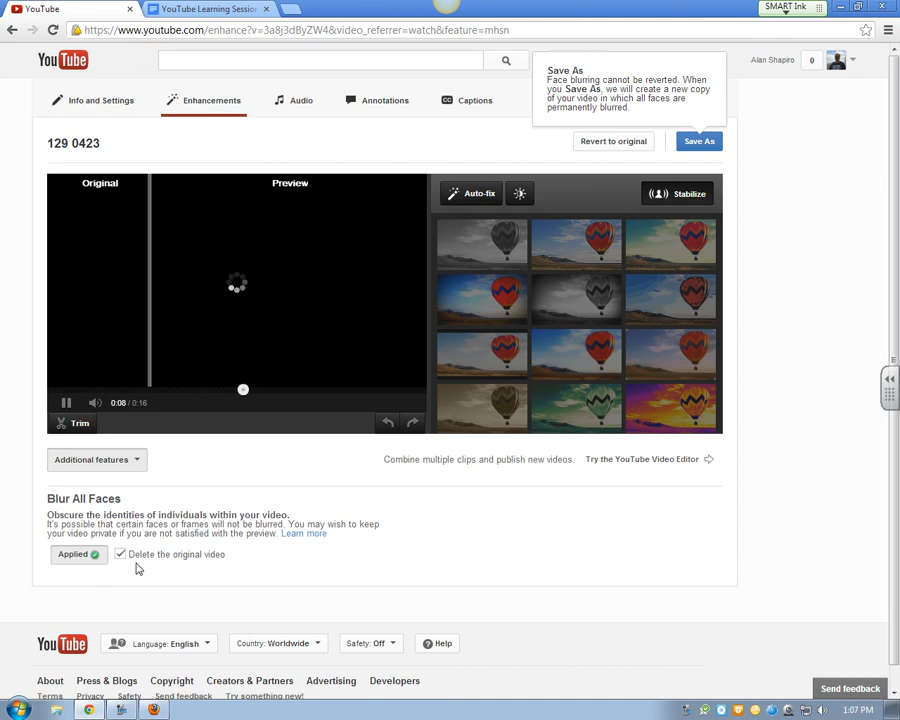 YouTube
YouTube Learning Sessio
SMART Ink
https://www.youtube.com/enhance?v=3a8j3dByZW4&video_referrer=watch&feature=mhsn
YouTube
Alan Shapiro
0
Save As
Face blurring cannot be reverted. When
you Save As, we will create a new copy
of your video in which all faces are
permanently blurred.
Info and Settings
Enhancements
Audio
Annotations
CC Captions
129 0423
Revert to original
Save As
Original
Preview
Auto-fix
Stabilize
0:08 / 0:16
Trim
Additional features
Combine multiple clips and publish new videos.
Try the YouTube Video Editor
Blur All Faces
Obscure the identities of individuals within your video.
It's possible that certain faces or frames will not be blurred. You may wish to keep
your video private if you are not satisfied with the preview. Learn more
Applied
Delete the original video
YouTube
Language: English
Country: Worldwide
Safety: Off
Help
About
Press & Blogs
Copyright
Creators & Partners
Advertising
Developers
Terms
Privacy
Safety
Send feedback
Try something new!
Send feedback
1:07 PM